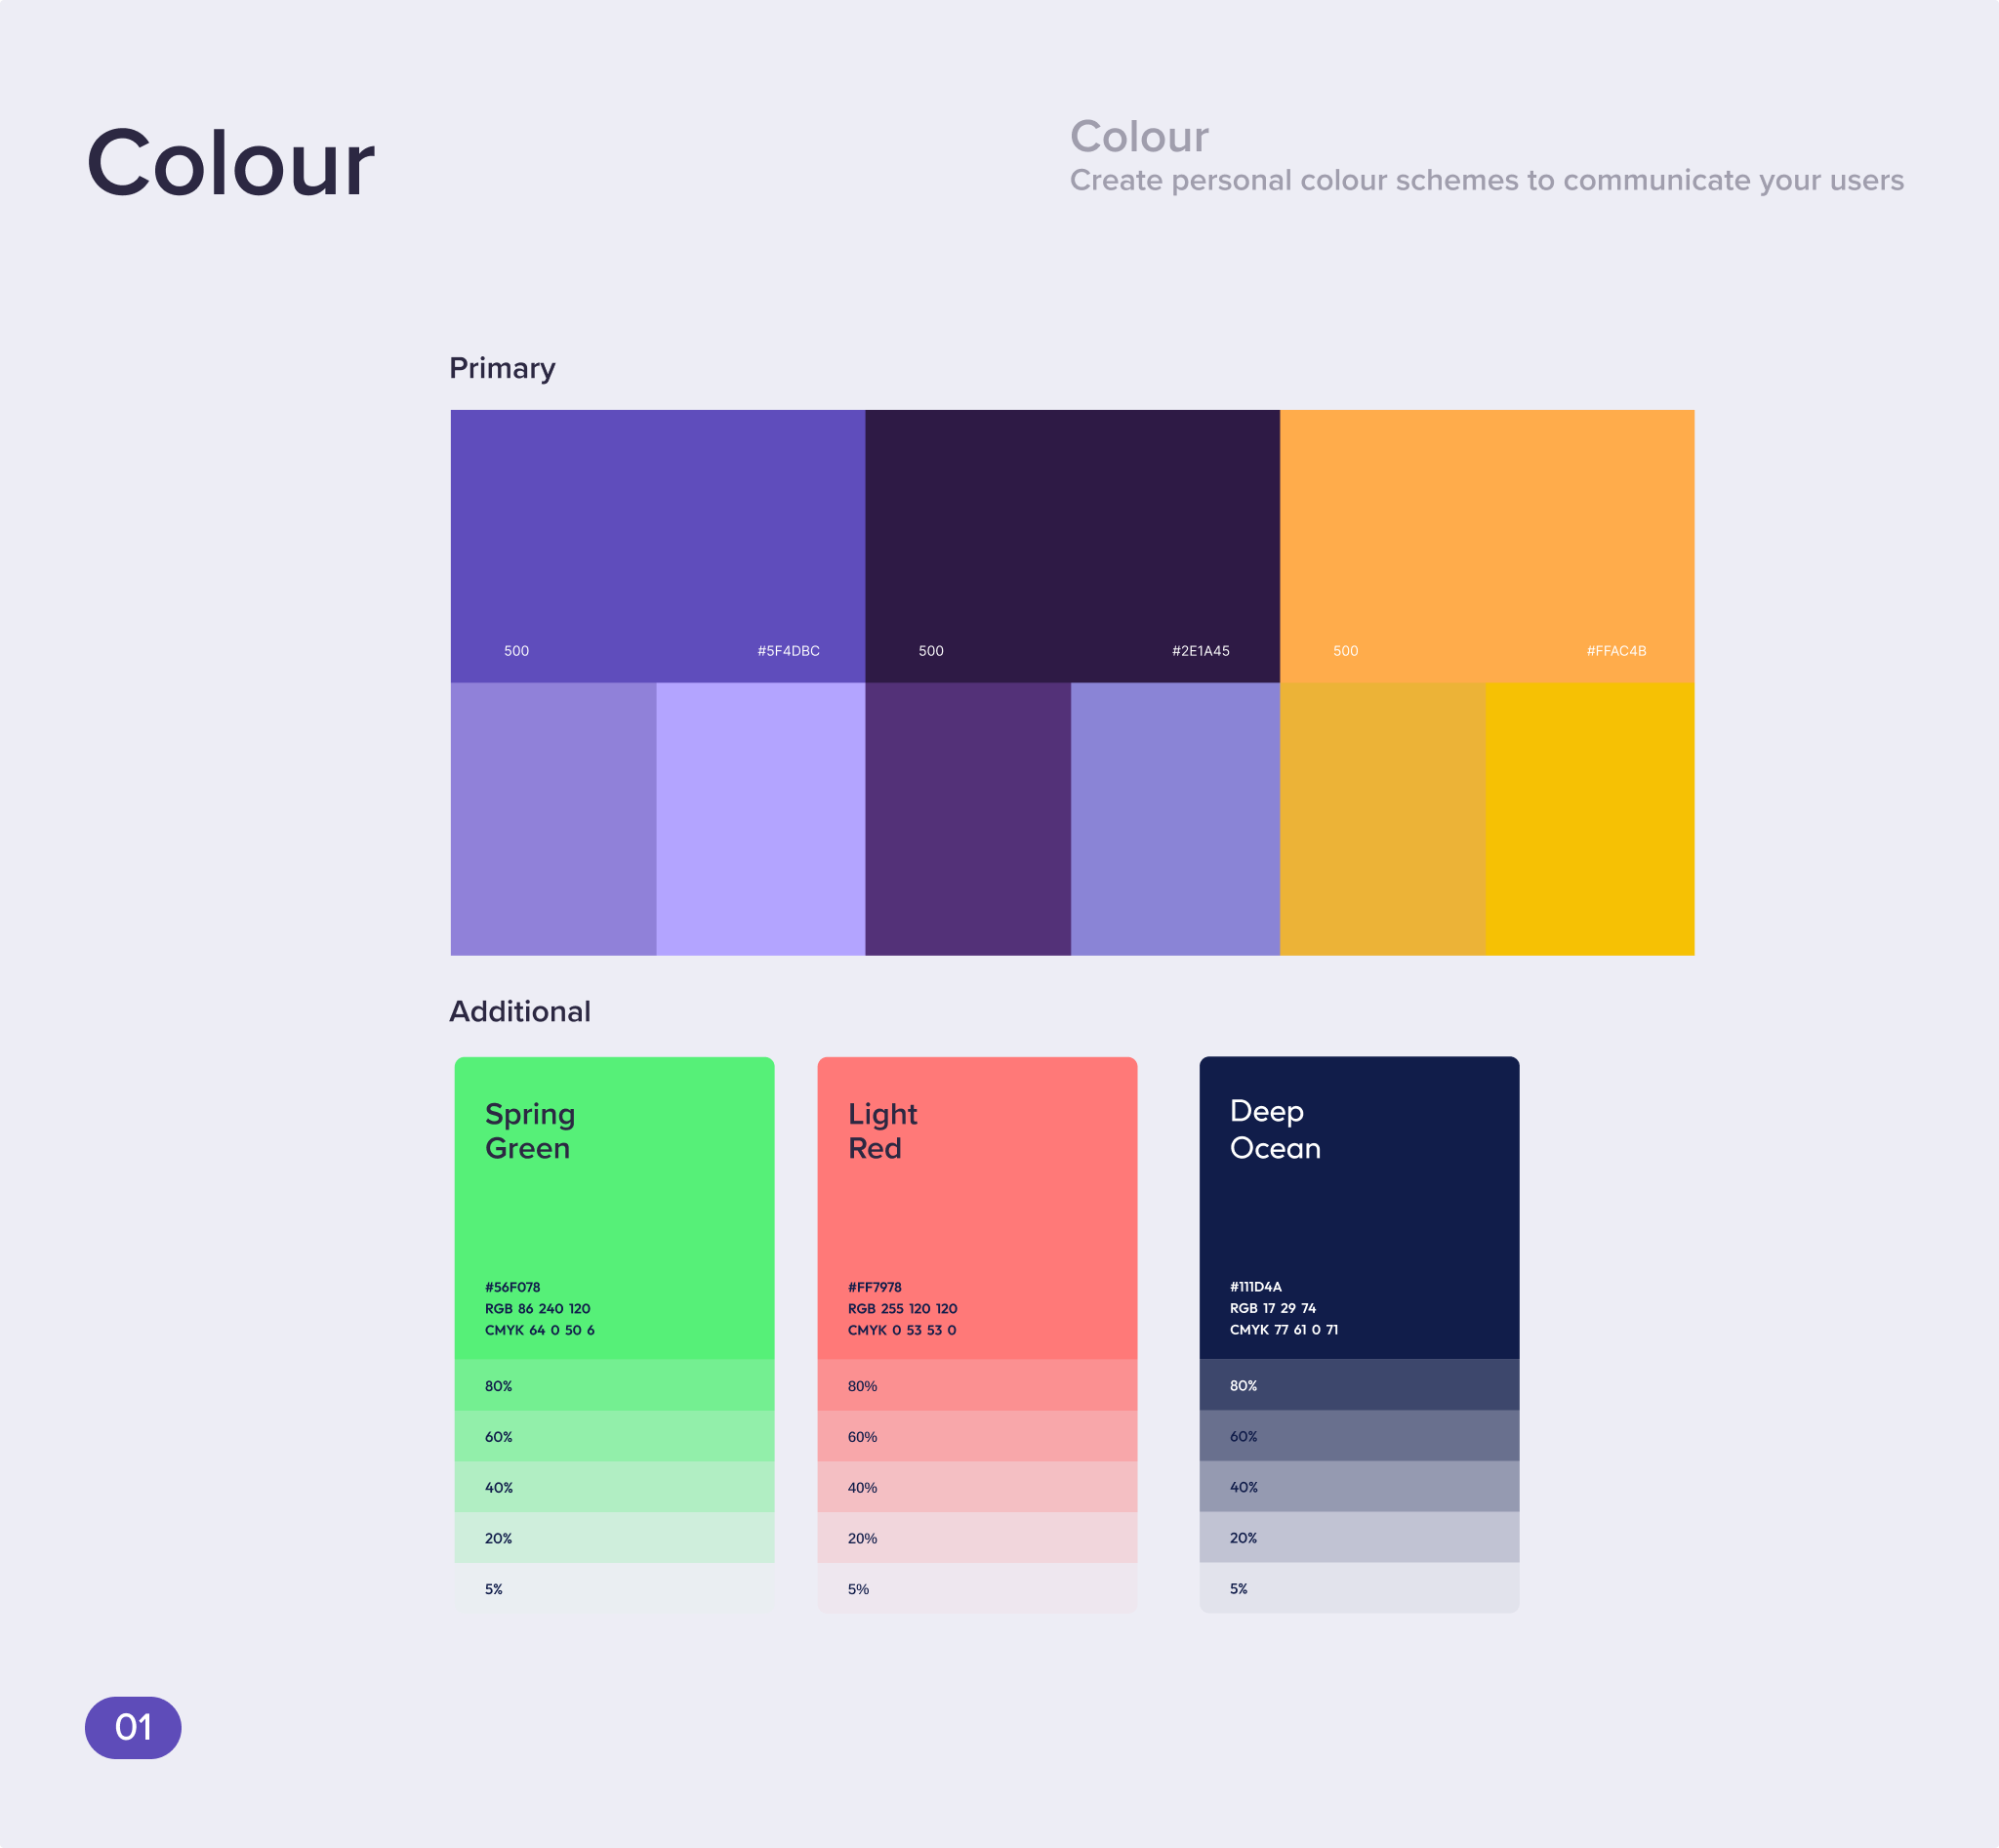 Colour
Colour
Create personal colour schemes to communicate your users
Primary
500
#5F4DBC
500
#2E1A45
500
#FFAC4B
Additional
Spring
Green
#56F078
RGB 86 240 120
CMYK 64 0 50 6
80%
60%
40%
20%
5%
Light
Red
#FF7978
RGB 255 120 120
CMYK 0 53 53 0
80%
60%
40%
20%
5%
Deep
Ocean
#111D4A
RGB 17 29 74
CMYK 77 61 0 71
80%
60%
40%
20%
5%
01